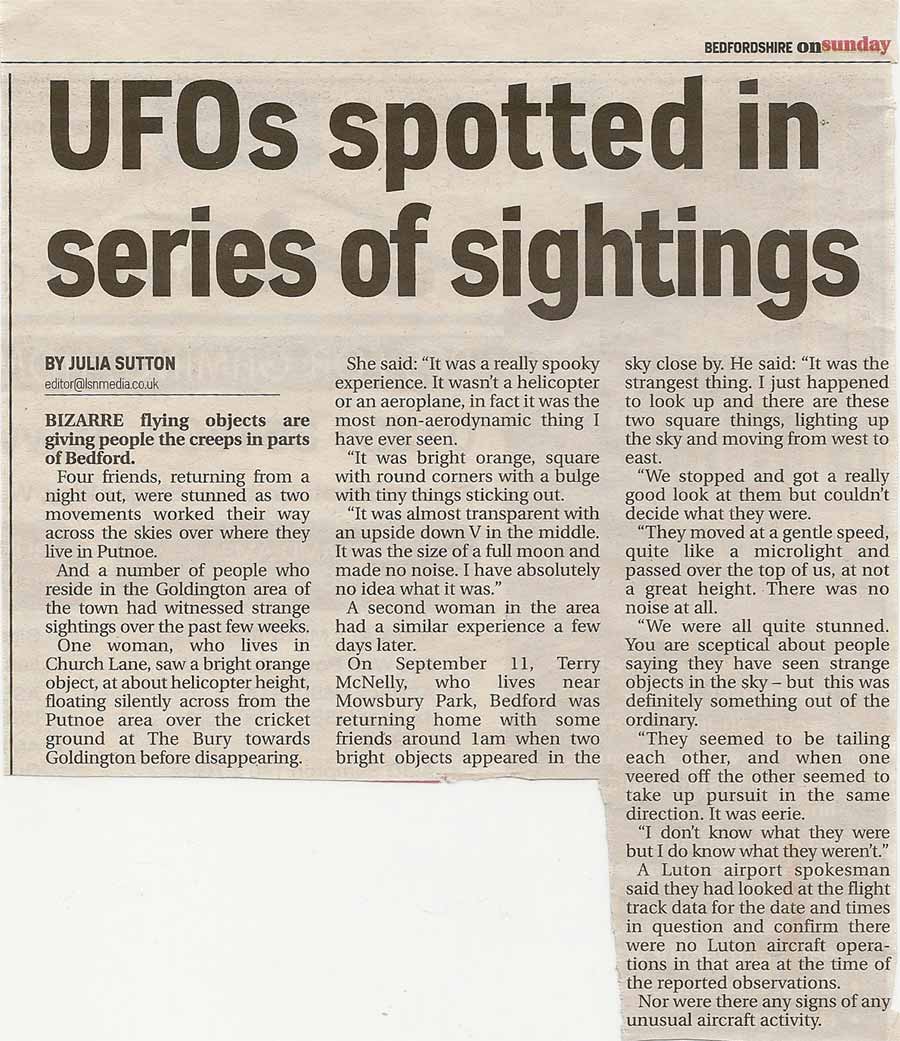 BEDFORDSHIRE onsunday
UFOs spotted in
series of sightings
BY JULIA SUTTON
editor@lsnmedia.co.uk
BIZARRE flying objects are
giving people the creeps in parts
of Bedford.
Four friends, returning from a
night out, were stunned as two
movements worked their way
across the skies over where they
live in Putnoe.
And a number of people who
reside in the Goldington area of
the town had witnessed strange
sightings over the past few weeks.
One woman, who lives in
Church Lane, saw a bright orange
object, at about helicopter height,
floating silently across from the
Putnoe area over the cricket
ground at The Bury towards
Goldington before disappearing.
She said: “It was a really spooky
experience. It wasn’t a helicopter
or an aeroplane, in fact it was the
most non-aerodynamic thing I
have ever seen.
“It was bright orange, square
with round corners with a bulge
with tiny things sticking out.
“It was almost transparent with
an upside down V in the middle.
It was the size of a full moon and
made no noise. I have absolutely
no idea what it was.”
A second woman in the area
had a similar experience a few
days later.
On September 11, Terry
McNelly, who lives near
Mowsbury Park, Bedford was
returning home with some
friends around 1am when two
bright objects appeared in the
sky close by. He said: “It was the
strangest thing. I just happened
to look up and there are these
two square things, lighting up
the sky and moving from west to
east.
“We stopped and got a really
good look at them but couldn’t
decide what they were.
“They moved at a gentle speed,
quite like a microlight and
passed over the top of us, at not
a great height. There was no
noise at all.
“We were all quite stunned.
You are sceptical about people
saying they have seen strange
objects in the sky – but this was
definitely something out of the
ordinary.
“They seemed to be tailing
each other, and when one
veered off the other seemed to
take up pursuit in the same
direction. It was eerie.
“I don’t know what they were
but I do know what they weren’t.”
A Luton airport spokesman
said they had looked at the flight
track data for the date and times
in question and confirm there
were no Luton aircraft opera-
tions in that area at the time of
the reported observations.
Nor were there any signs of any
unusual aircraft activity.